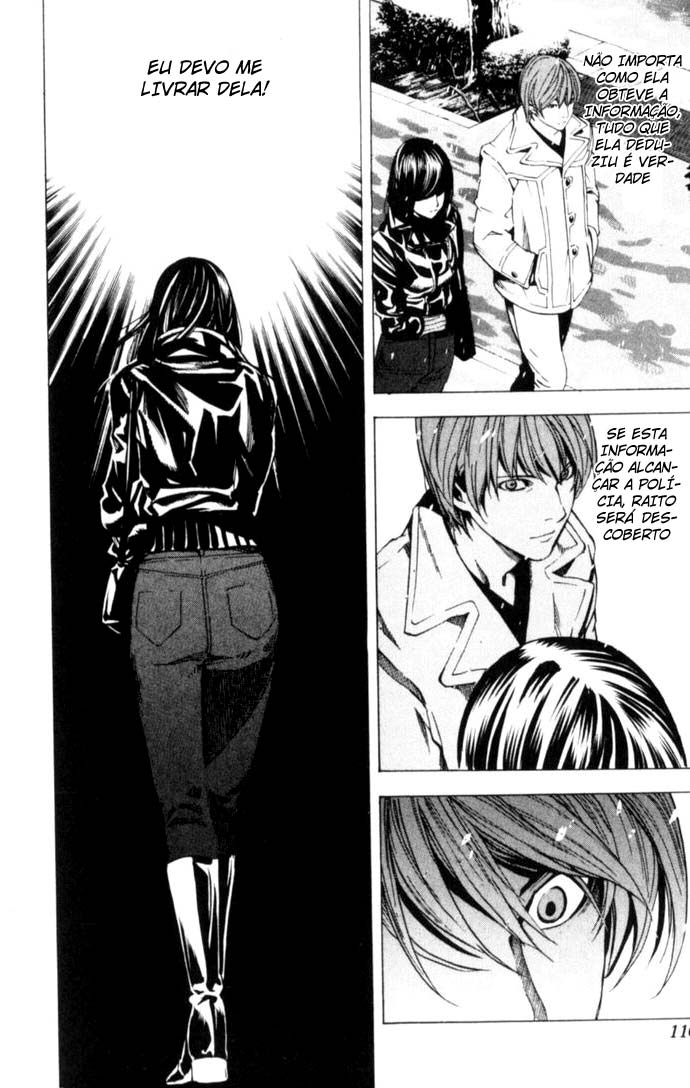 NÃO IMPORTA
COMO ELA
OBTEVE A
INFORMAÇÃO,
TUDO QUE
ELA DEDU-
ZIU É VER-
DADE
SE ESTA
INFORMA-
ÇÃO ALCAN-
ÇAR A POLÍ-
CIA, RAITO
SERÁ DES-
COBERTO
EU DEVO ME
LIVRAR DELA!